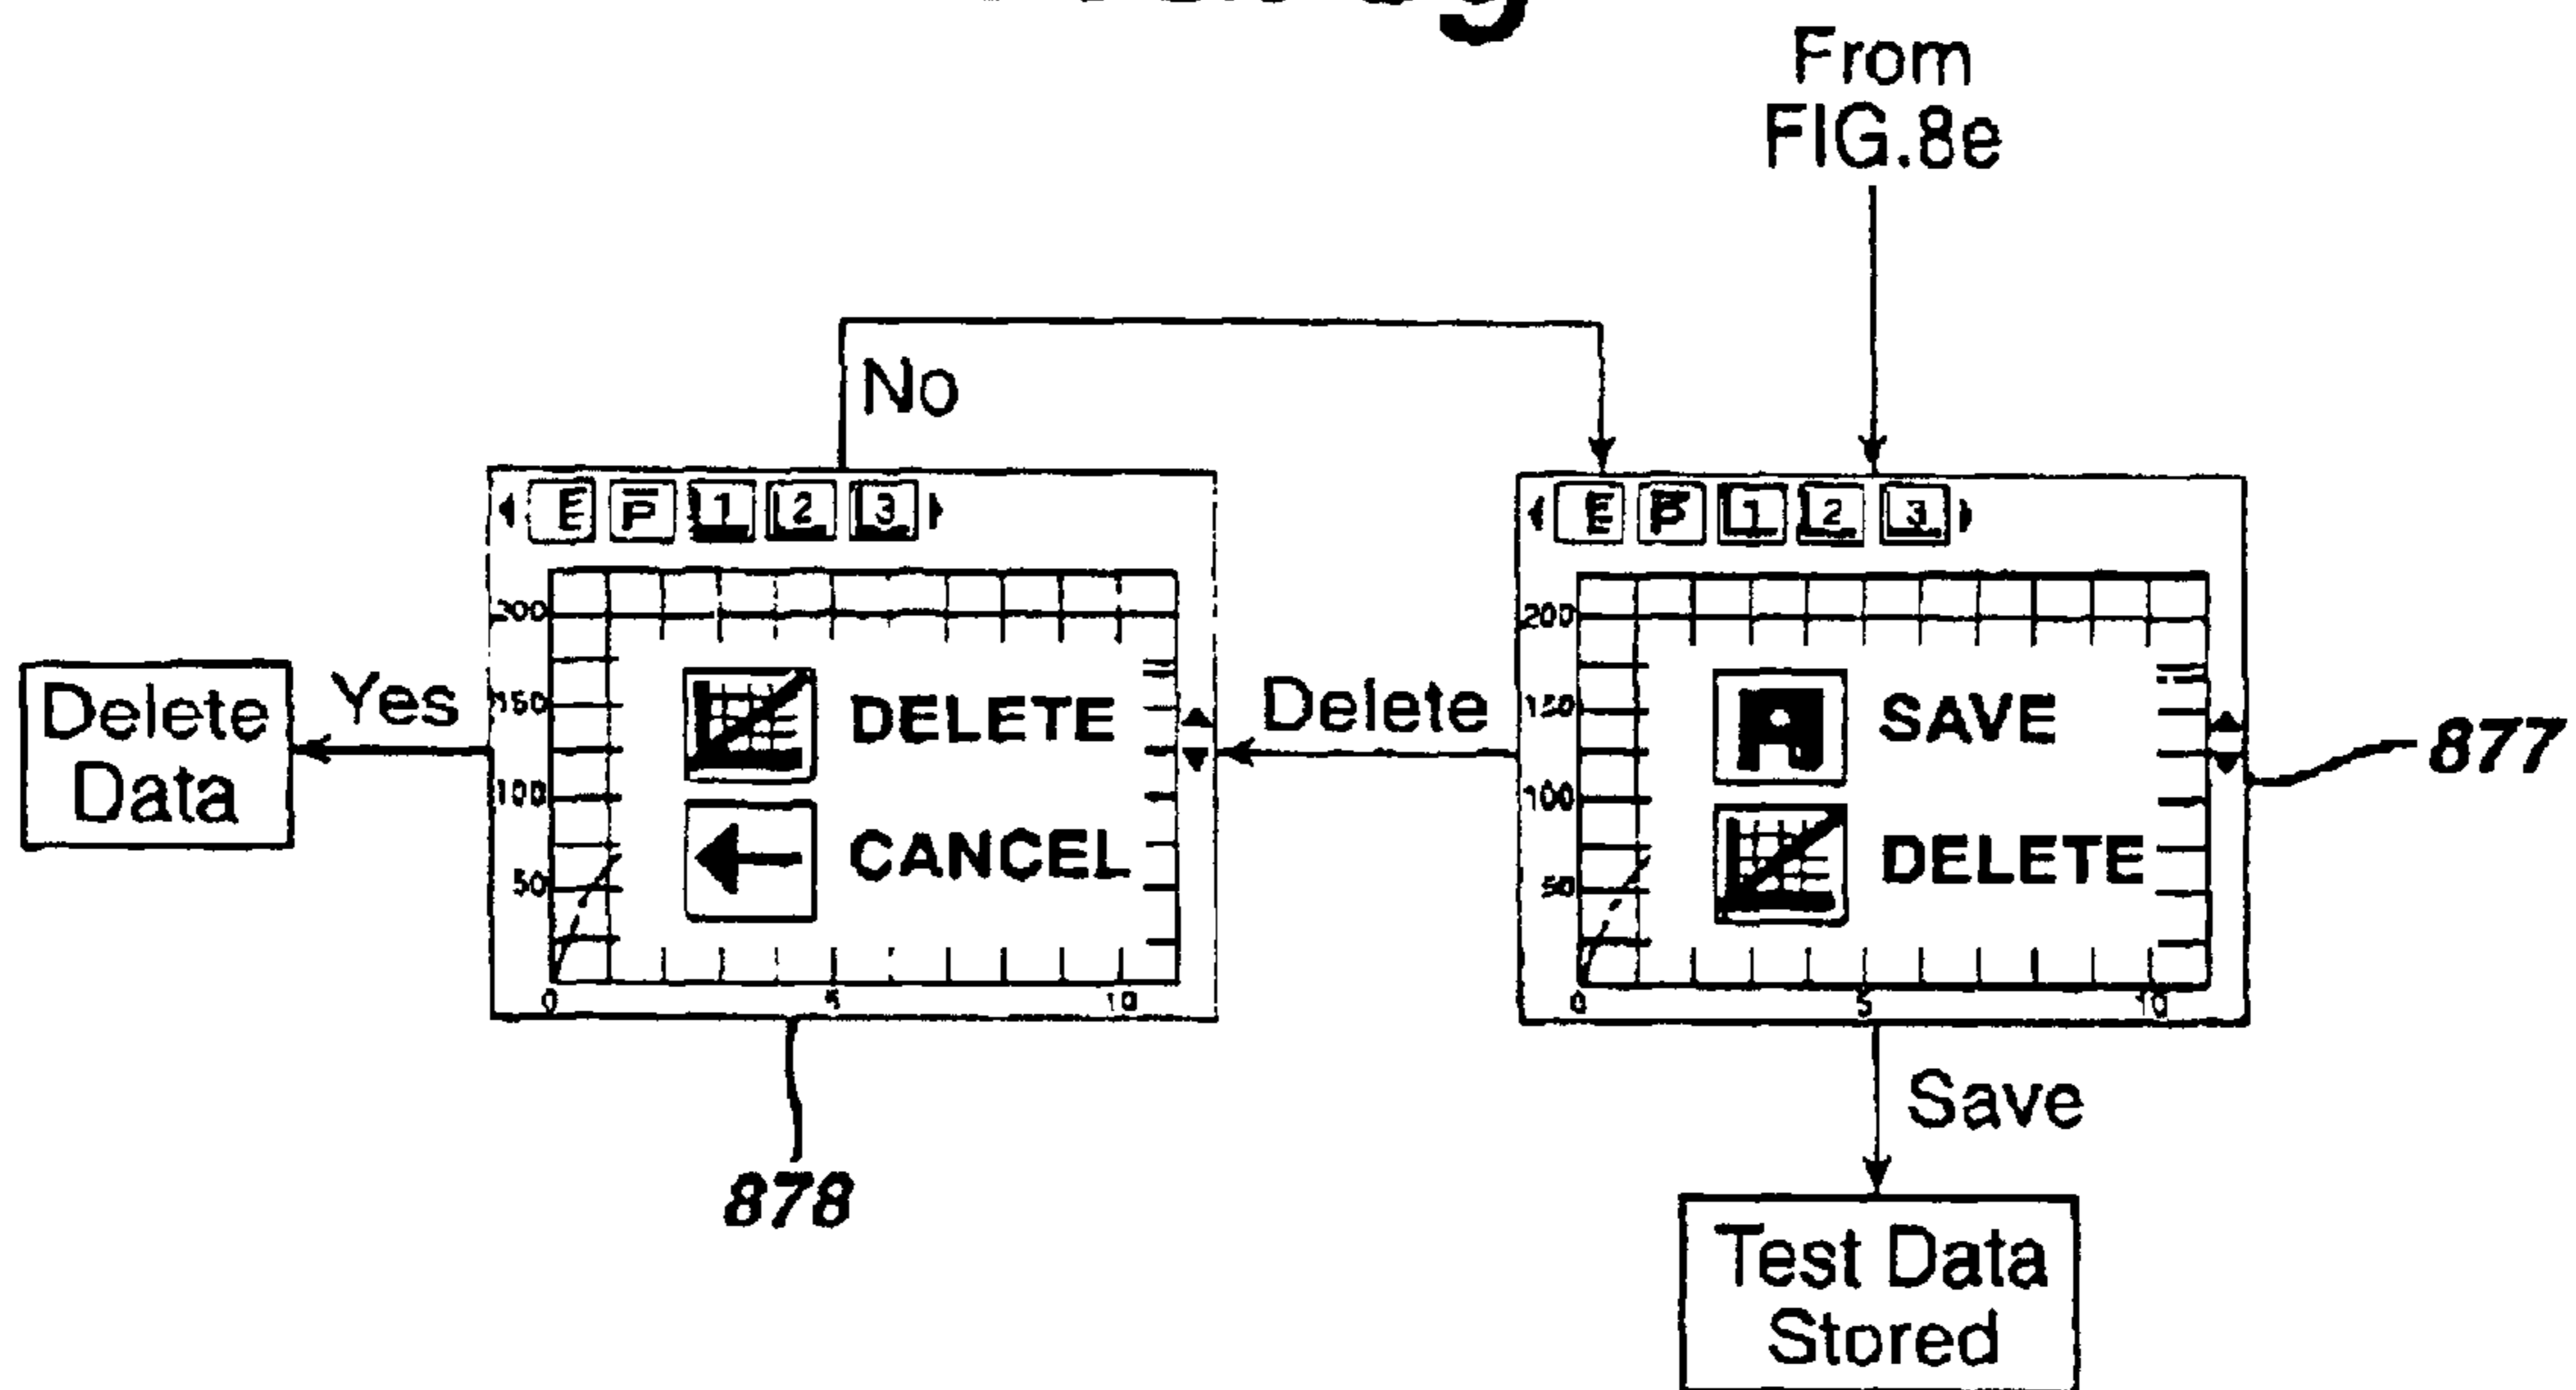 From
FIG.8e
No
E P 1 2 3
E P 1 2 3
200
150
100
50
0 5 10
DELETE
CANCEL
200
150
100
50
0 5 10
SAVE
DELETE
Delete
Data
Yes
Delete
877
878
Save
Test Data
Stored